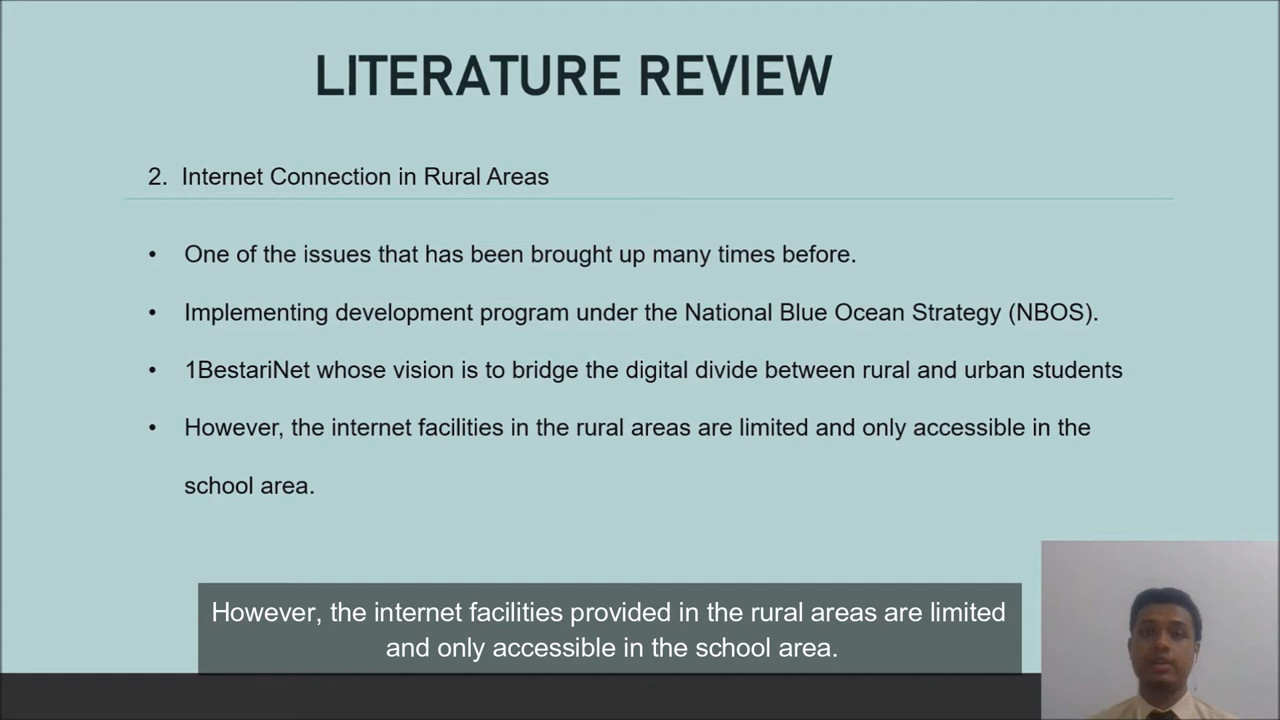 LITERATURE REVIEW
2. Internet Connection in Rural Areas
• One of the issues that has been brought up many times before.
• Implementing development program under the National Blue Ocean Strategy (NBOS).
• 1BestariNet whose vision is to bridge the digital divide between rural and urban students
• However, the internet facilities in the rural areas are limited and only accessible in the
school area.
However, the internet facilities provided in the rural areas are limited
and only accessible in the school area.